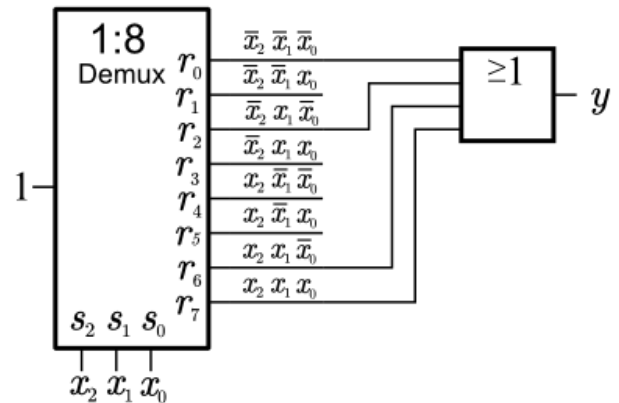 1:8
Demux
1
r₀ x̅₂ x̅₁ x̅₀
r₁ x̅₂ x̅₁ x₀
r₂ x̅₂ x₁ x̅₀
r₃ x̅₂ x₁ x₀
r₄ x₂ x̅₁ x̅₀
r₅ x₂ x̅₁ x₀
r₆ x₂ x₁ x̅₀
r₇ x₂ x₁ x₀
≥1
y
s₂ s₁ s₀
x₂ x₁ x₀